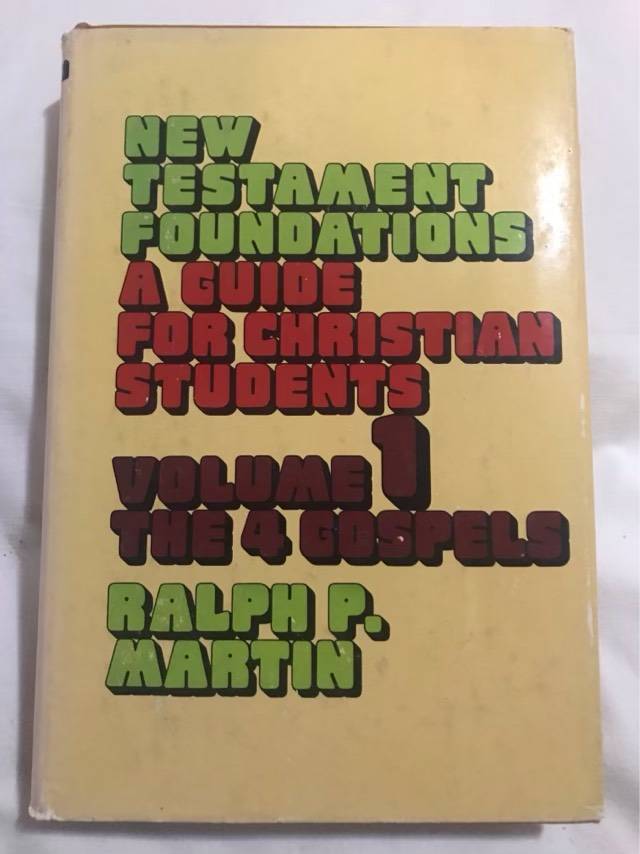 NEW
TESTAMENT
FOUNDATIONS
A GUIDE
FOR CHRISTIAN
STUDENTS
VOLUME 1
THE 4 GOSPELS
RALPH P.
MARTIN